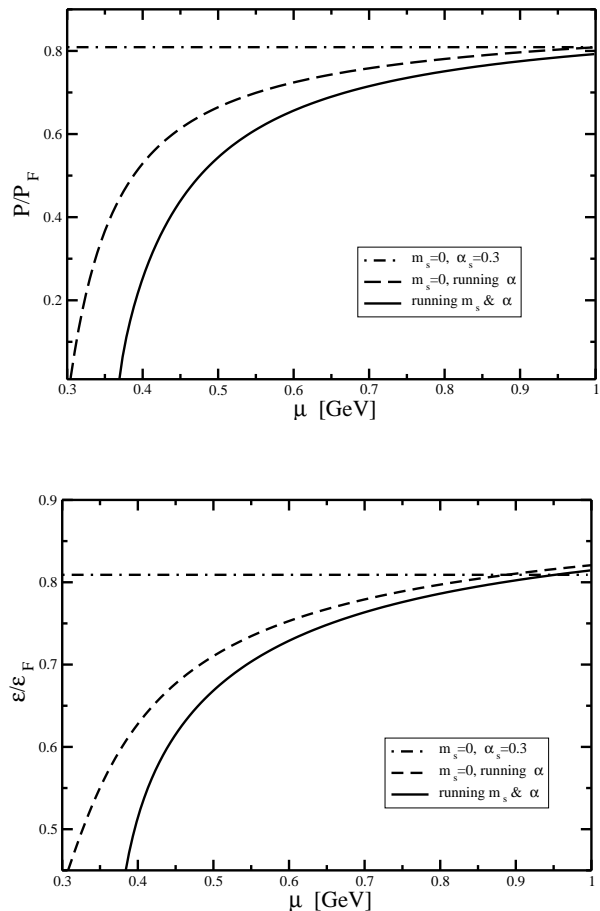 0.8
0.6
0.4
0.2
P/P_F
m_s=0, α_s=0.3
m_s=0, running α
running m_s & α
0.3 0.4 0.5 0.6 0.7 0.8 0.9 1
μ [GeV]
0.9
0.8
0.7
0.6
0.5
ε/ε_F
m_s=0, α_s=0.3
m_s=0, running α
running m_s & α
0.3 0.4 0.5 0.6 0.7 0.8 0.9 1
μ [GeV]